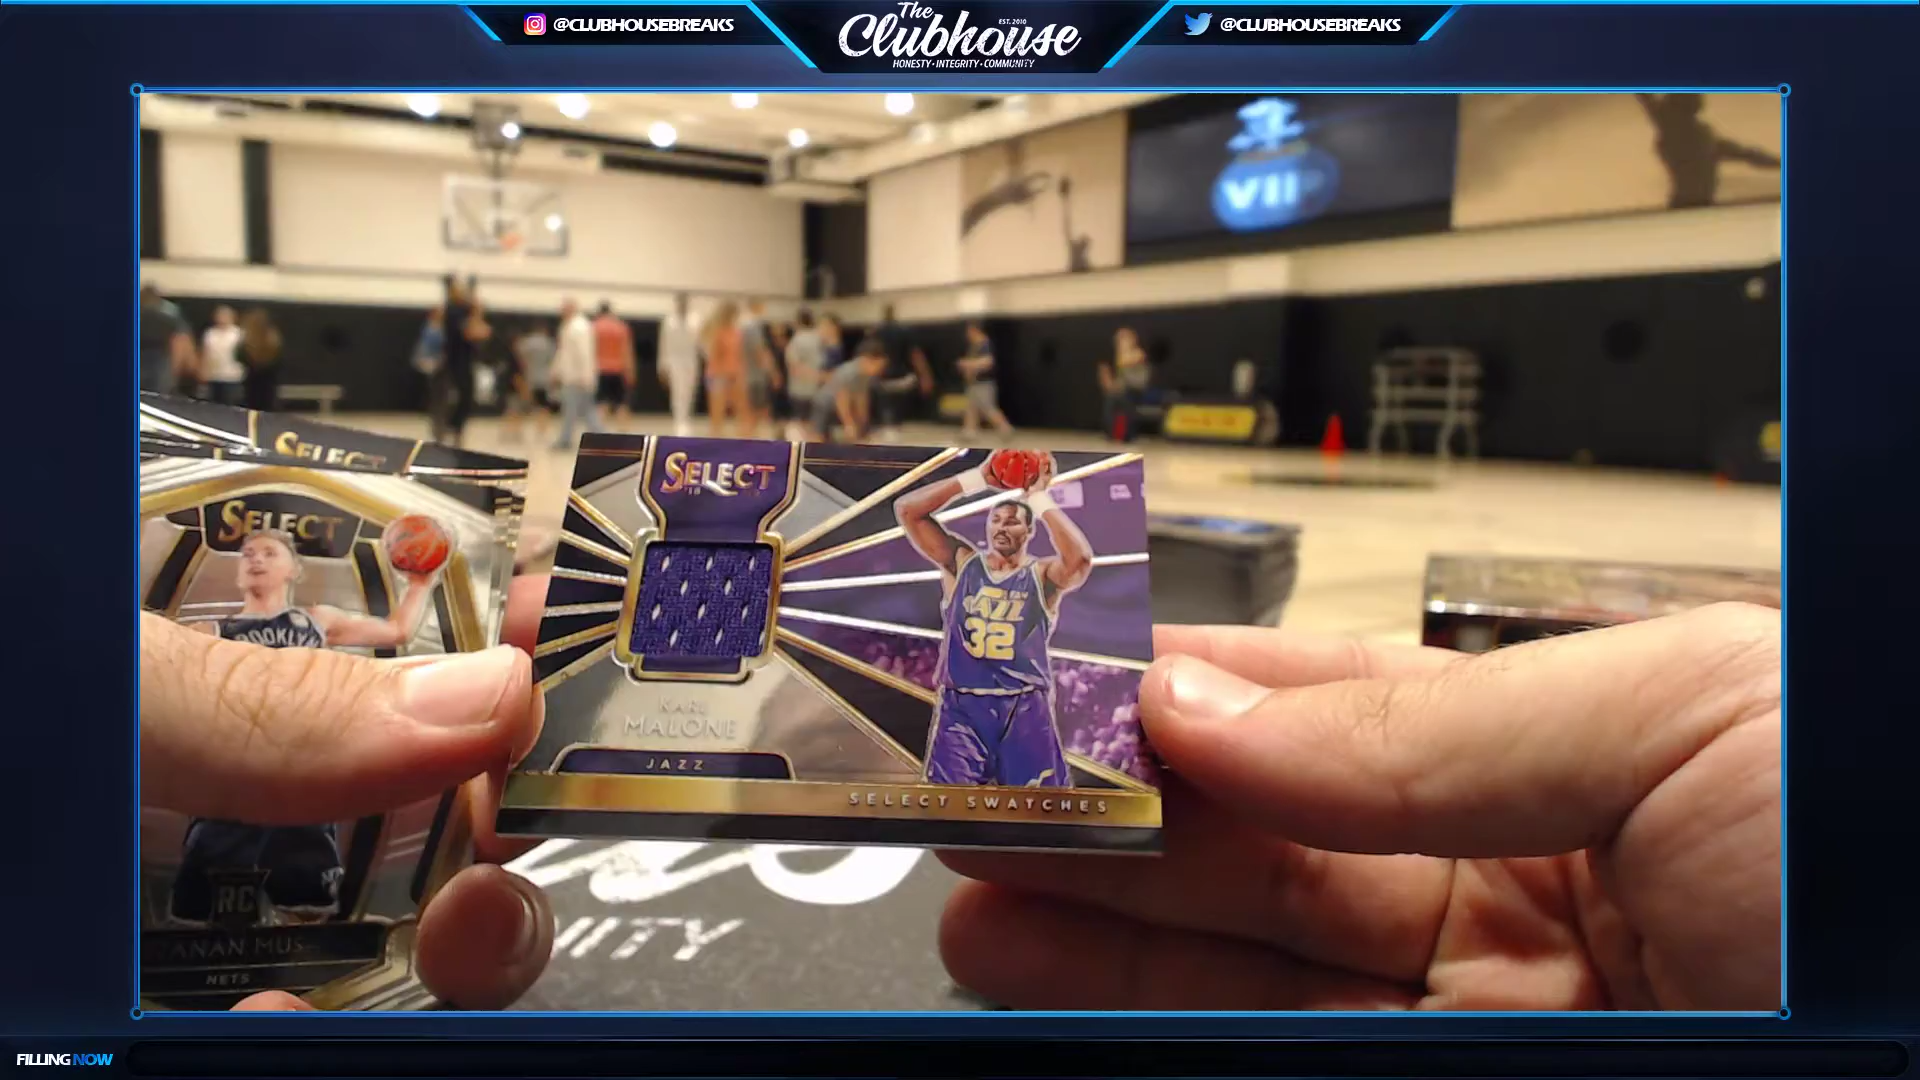 @CLUBHOUSEBREAKS
The
EST. 2010
Clubhouse
HONESTY • INTEGRITY • COMMUNITY
@CLUBHOUSEBREAKS
VII
SELECT
SELECT
RC
NETS
SELECT
KARL
MALONE
JAZZ
SELECT SWATCHES
JAZZ
32
FILLING NOW